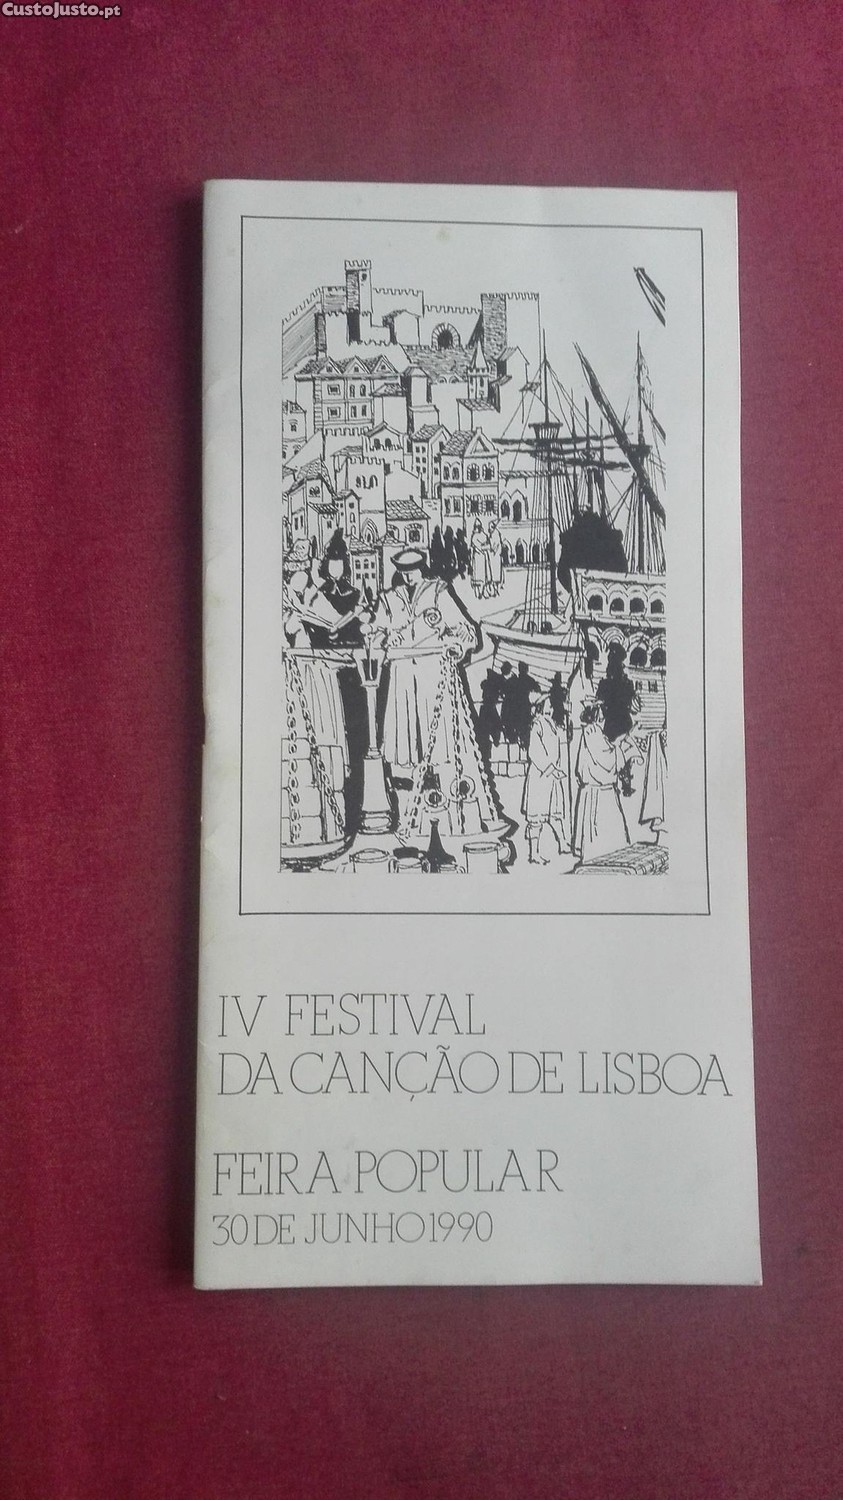 CustoJusto.pt
IV FESTIVAL
DA CANÇÃO DE LISBOA
FEIRA POPULAR
30 DE JUNHO 1990